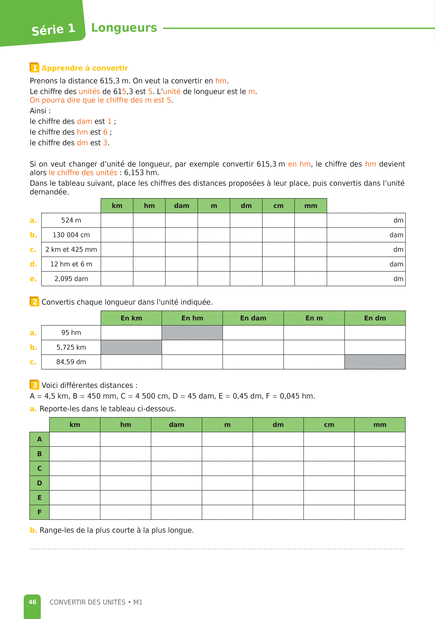 Série 1 Longueurs
1 Apprendre à convertir
Prenons la distance 615,3 m. On veut la convertir en hm.
Le chiffre des unités de 615,3 est 5. L'unité de longueur est le m.
On pourra dire que le chiffre des m est 5.
Ainsi :
le chiffre des dam est 1 ;
le chiffre des hm est 6 ;
le chiffre des dm est 3.
Si on veut changer d'unité de longueur, par exemple convertir 615,3 m en hm, le chiffre des hm devient
alors le chiffre des unités : 6,153 hm.
Dans le tableau suivant, place les chiffres des distances proposées à leur place, puis convertis dans l'unité
demandée.
km hm dam m dm cm mm
a. 524 m dm
b. 130 004 cm dam
c. 2 km et 425 mm dm
d. 12 hm et 6 m dam
e. 2,095 dam dm
2 Convertis chaque longueur dans l'unité indiquée.
En km En hm En dam En m En dm
a. 95 hm
b. 5,725 km
c. 84,59 dm
3 Voici différentes distances :
A = 4,5 km, B = 450 mm, C = 4 500 cm, D = 45 dam, E = 0,45 dm, F = 0,045 hm.
a. Reporte-les dans le tableau ci-dessous.
km hm dam m dm cm mm
A
B
C
D
E
F
b. Range-les de la plus courte à la plus longue.
46 CONVERTIR DES UNITÉS • M1